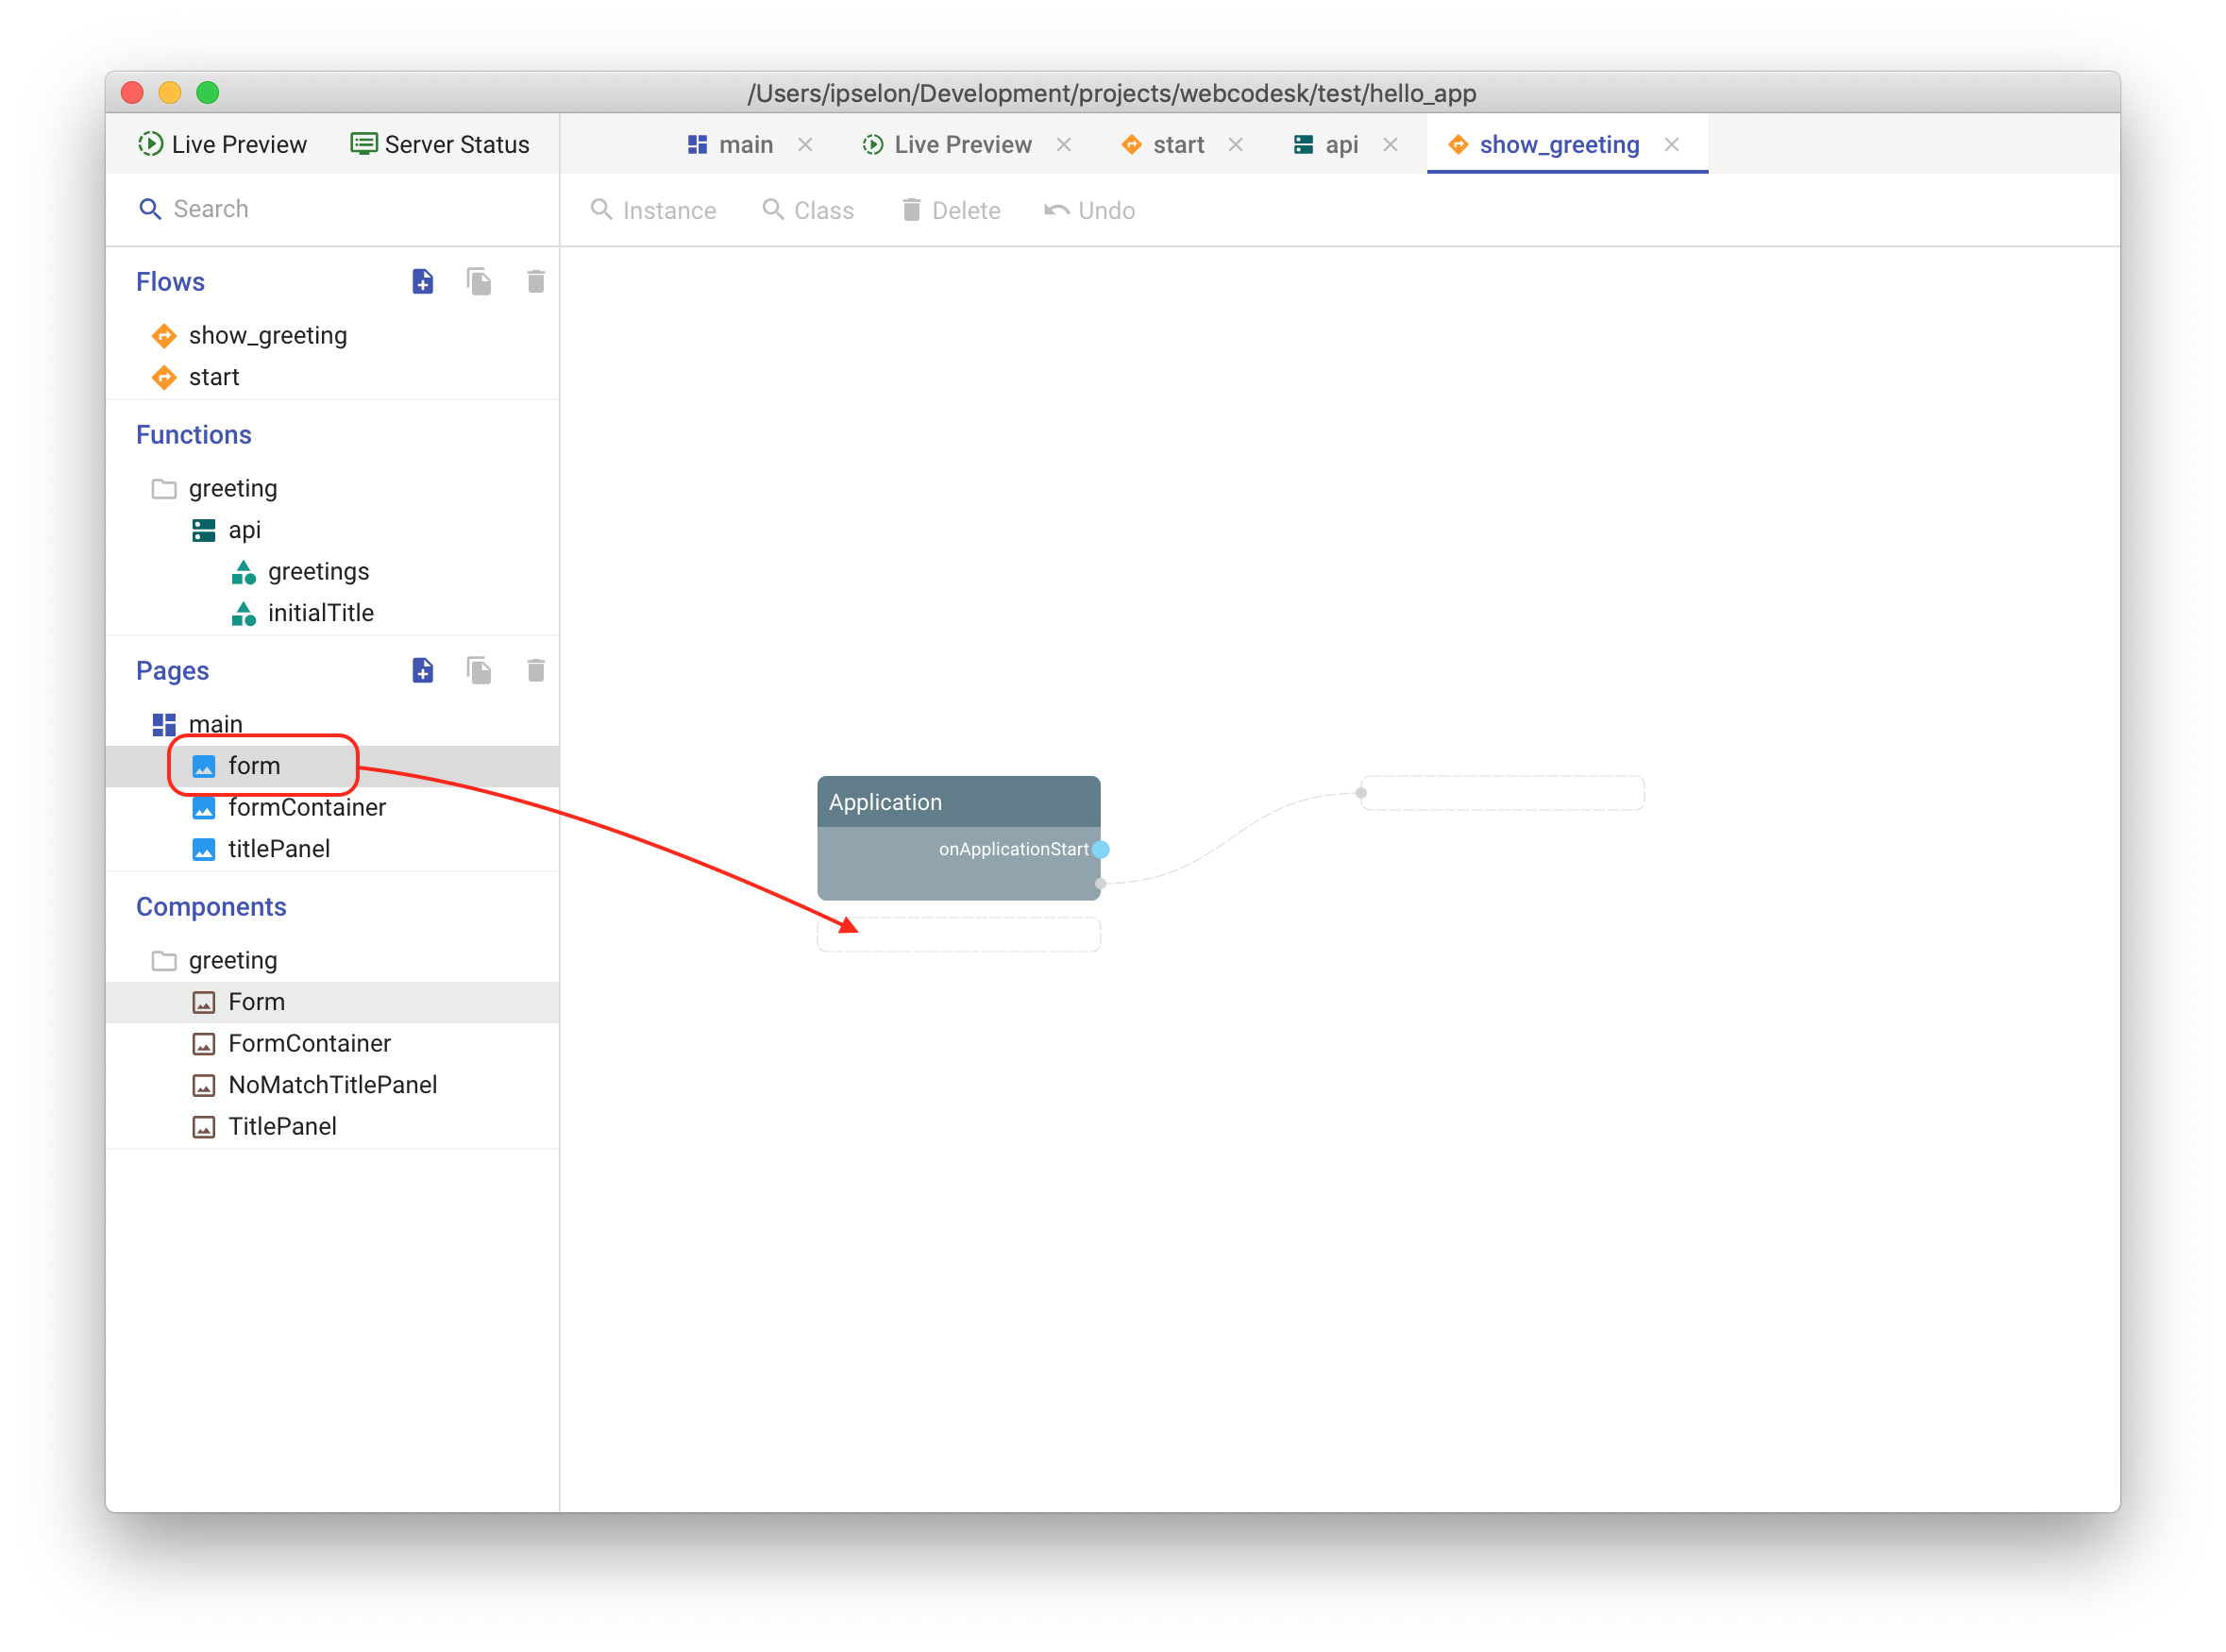 /Users/ipselon/Development/projects/webcodesk/test/hello_app
Live Preview Server Status
main Live Preview start api show_greeting
Search
Instance Class Delete Undo
Flows
show_greeting
start
Functions
greeting
api
greetings
initialTitle
Pages
main
form
formContainer
titlePanel
Components
greeting
Form
FormContainer
NoMatchTitlePanel
TitlePanel
Application
onApplicationStart